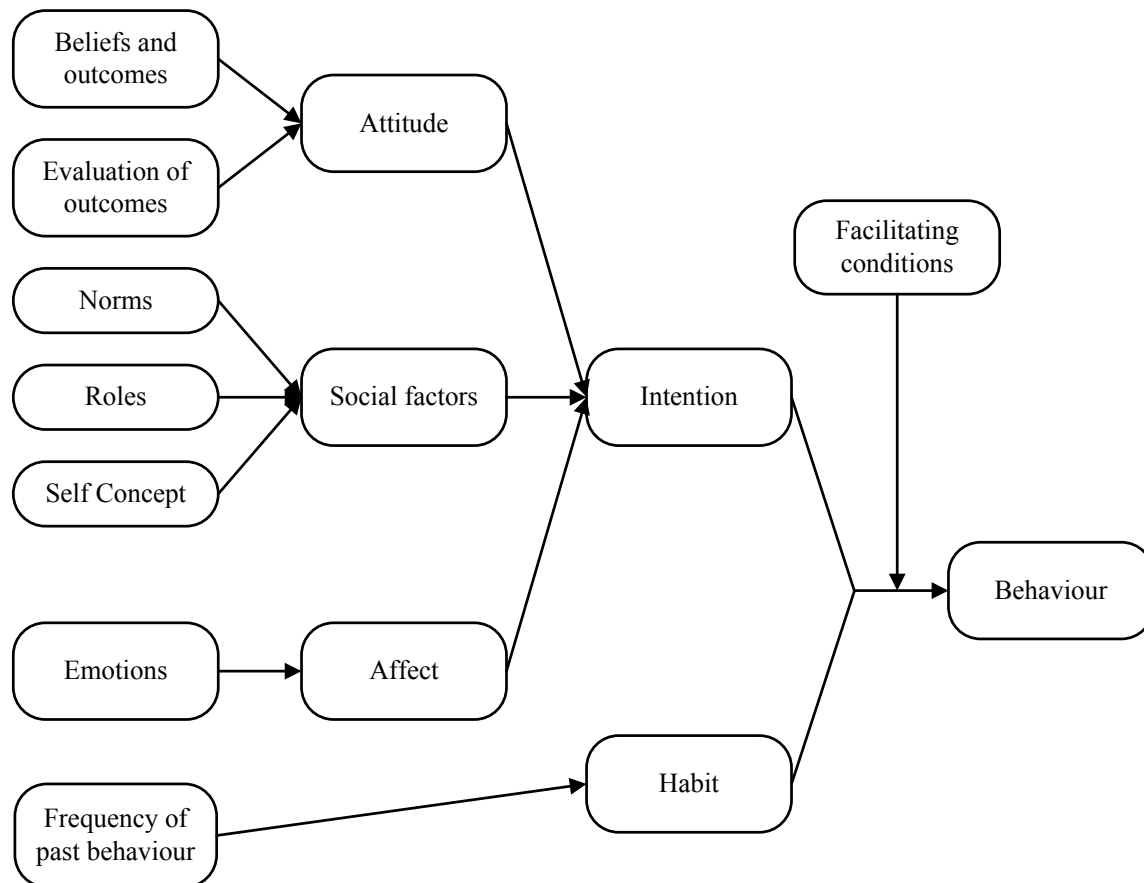 Beliefs and
outcomes
Attitude
Evaluation of
outcomes
Facilitating
conditions
Norms
Roles
Social factors
Intention
Self Concept
Behaviour
Emotions
Affect
Habit
Frequency of
past behaviour